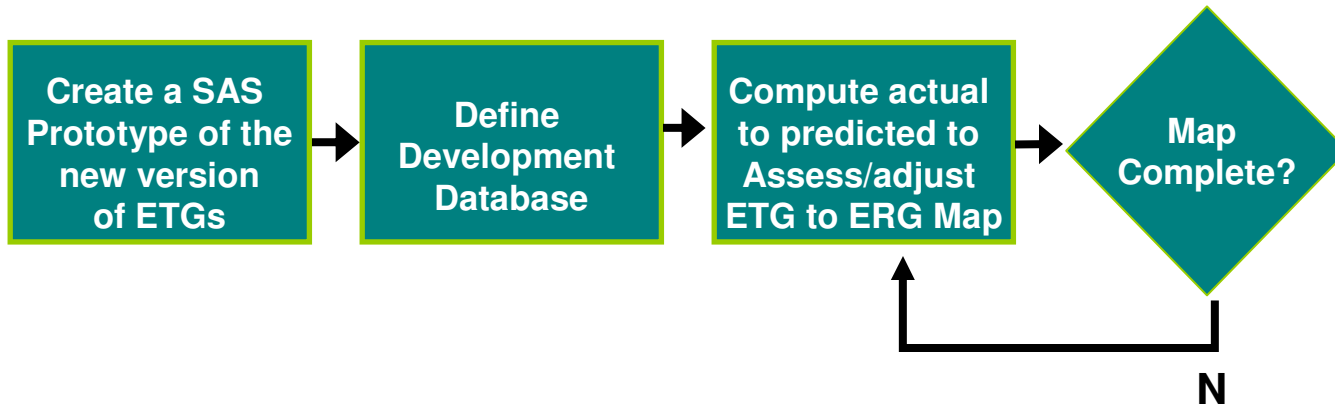 Create a SAS
Prototype of the
new version
of ETGs
Define
Development
Database
Compute actual
to predicted to
Assess/adjust
ETG to ERG Map
Map
Complete?
N